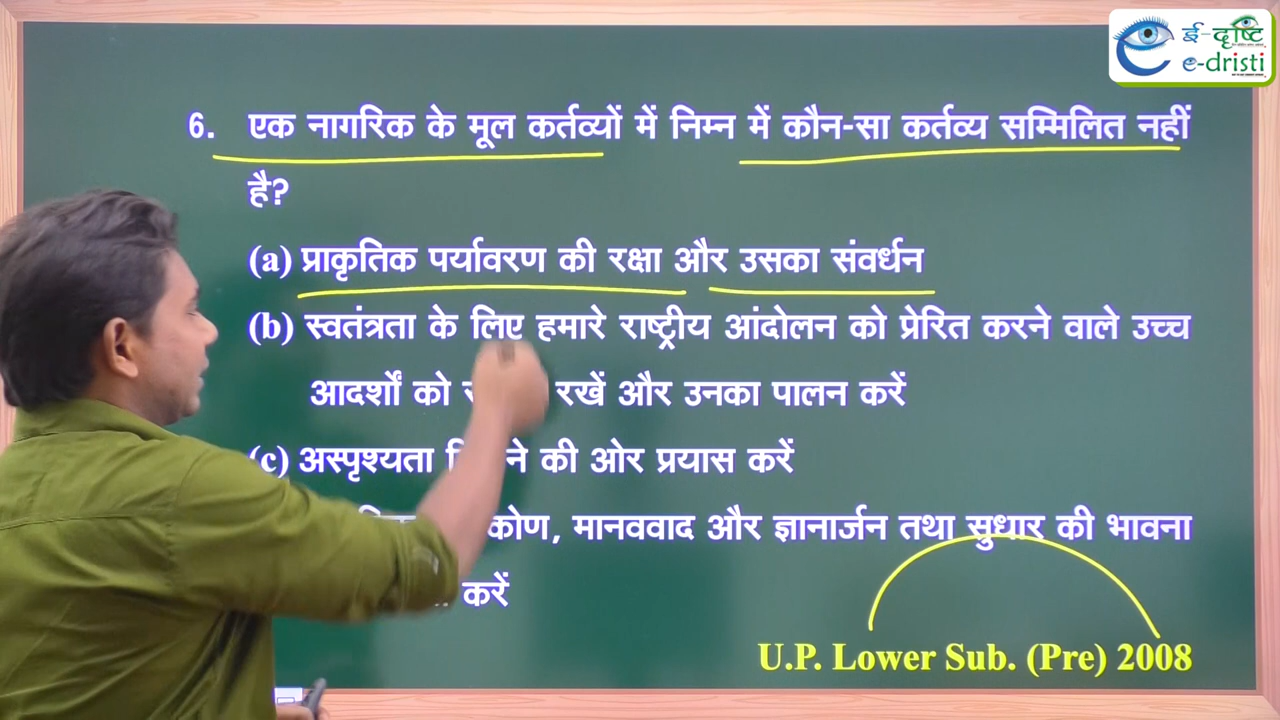 ई-दृष्टि
e-dristi
6. एक नागरिक के मूल कर्तव्यों में निम्न में कौन-सा कर्तव्य सम्मिलित नहीं
है?
(a) प्राकृतिक पर्यावरण की रक्षा और उसका संवर्धन
(b) स्वतंत्रता के लिए हमारे राष्ट्रीय आंदोलन को प्रेरित करने वाले उच्च
आदर्शों को रखें और उनका पालन करें
(c) अस्पृश्यता की ओर प्रयास करें
मानववाद और ज्ञानार्जन तथा सुधार की भावना
करें
U.P. Lower Sub. (Pre) 2008